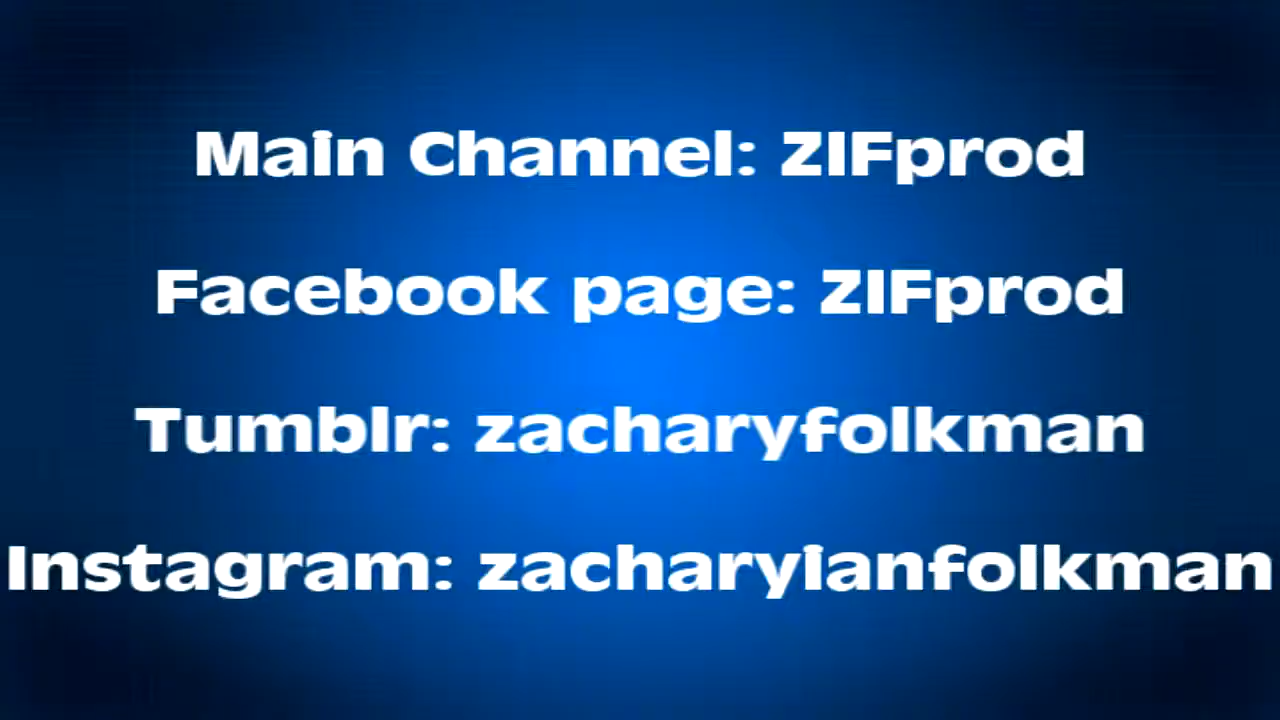 Main Channel: ZIFprod
Facebook page: ZIFprod
Tumblr: zacharyfolkman
Instagram: zacharyianfolkman